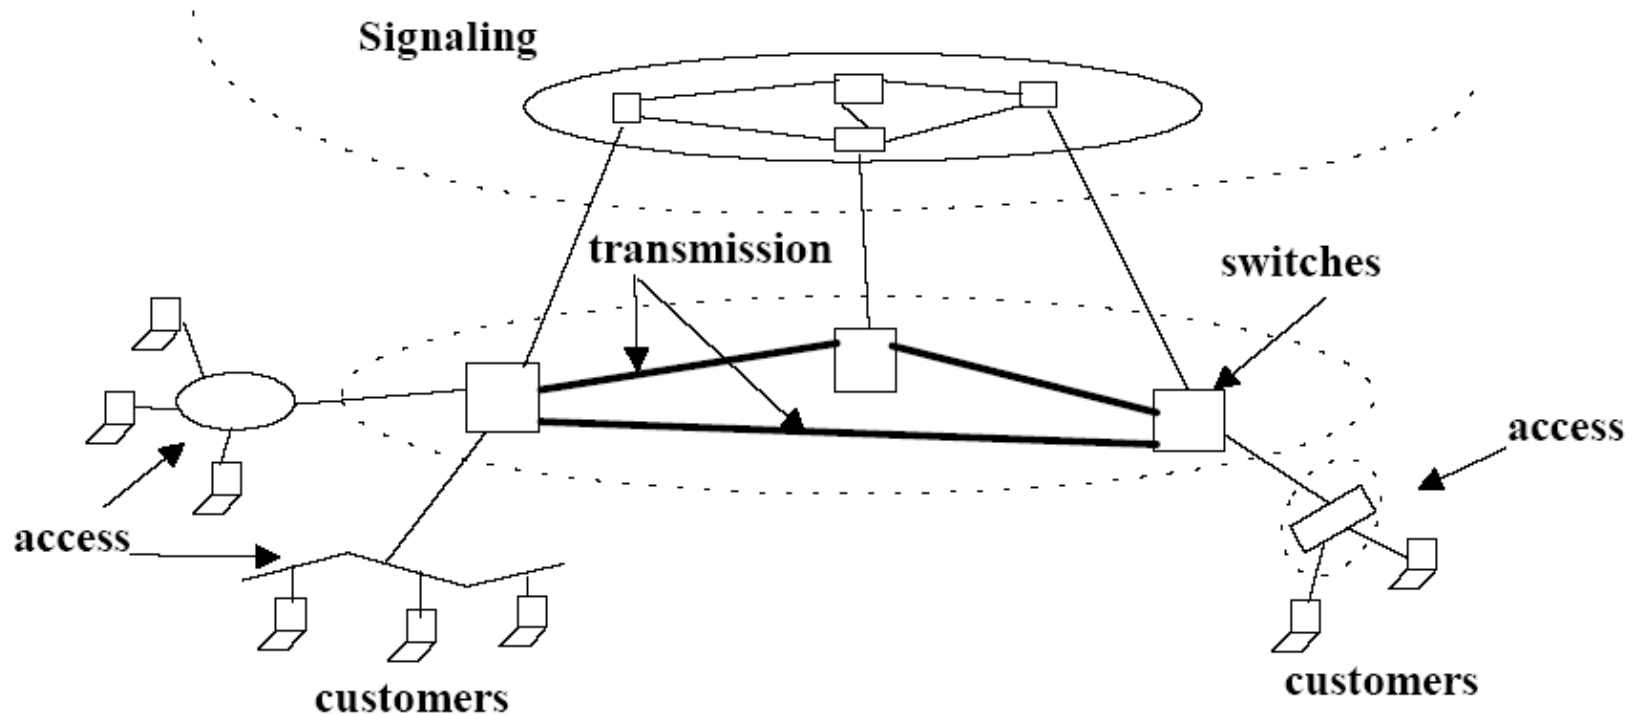 Signaling
transmission
switches
access
access
customers
customers